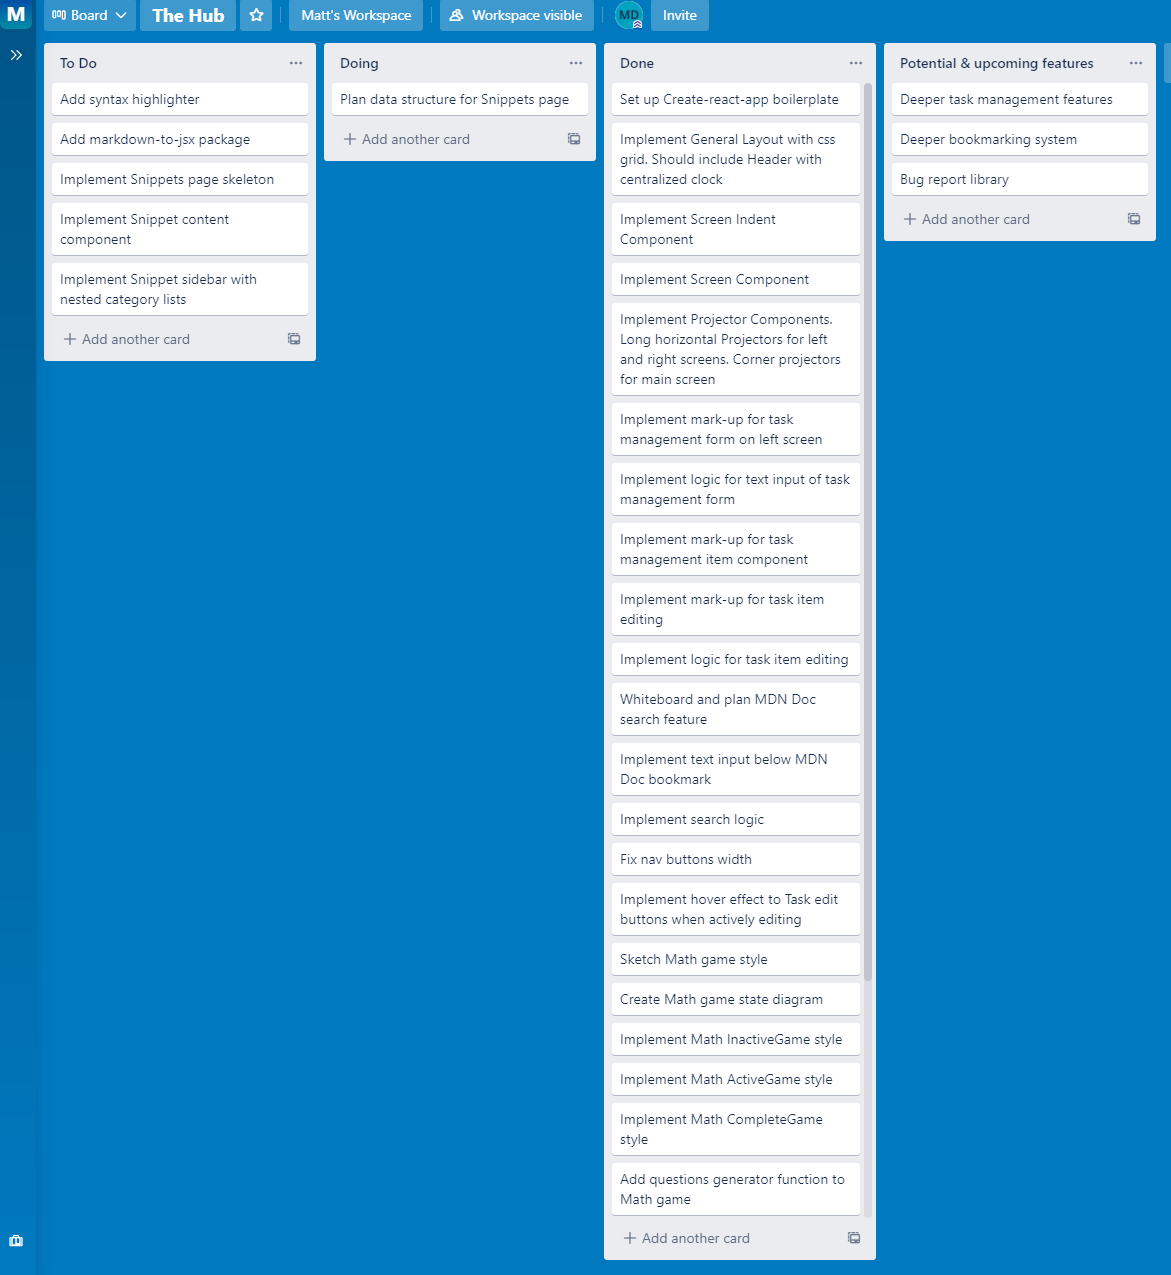 M
Board
The Hub
Matt's Workspace
Workspace visible
MD
Invite
To Do
Add syntax highlighter
Add markdown-to-jsx package
Implement Snippets page skeleton
Implement Snippet content
component
Implement Snippet sidebar with
nested category lists
Add another card
Doing
Plan data structure for Snippets page
Add another card
Done
Set up Create-react-app boilerplate
Implement General Layout with css
grid. Should include Header with
centralized clock
Implement Screen Indent
Component
Implement Screen Component
Implement Projector Components.
Long horizontal Projectors for left
and right screens. Corner projectors
for main screen
Implement mark-up for task
management form on left screen
Implement logic for text input of task
management form
Implement mark-up for task
management item component
Implement mark-up for task item
editing
Implement logic for task item editing
Whiteboard and plan MDN Doc
search feature
Implement text input below MDN
Doc bookmark
Implement search logic
Fix nav buttons width
Implement hover effect to Task edit
buttons when actively editing
Sketch Math game style
Create Math game state diagram
Implement Math InactiveGame style
Implement Math ActiveGame style
Implement Math CompleteGame
style
Add questions generator function to
Math game
Add another card
Potential & upcoming features
Deeper task management features
Deeper bookmarking system
Bug report library
Add another card